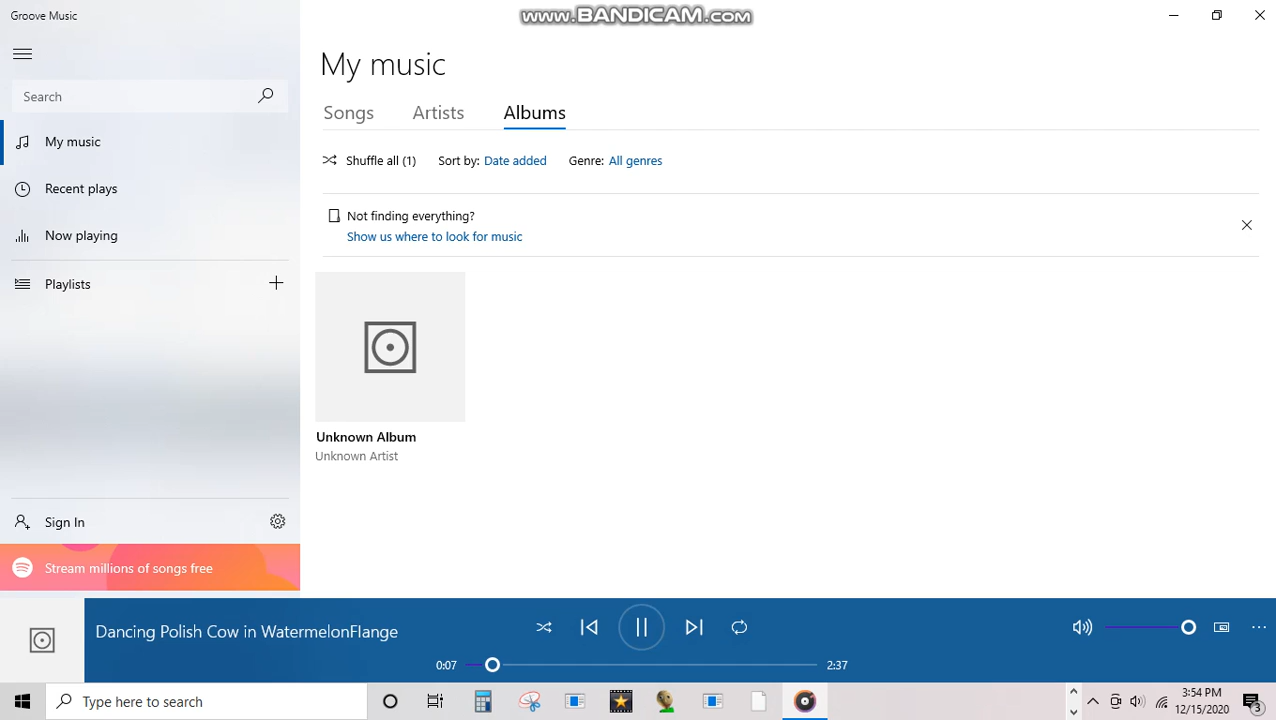 Groove Music
www.BANDICAM.com
My music
Search
Songs
Artists
Albums
My music
Shuffle all (1)
Sort by: Date added
Genre: All genres
Recent plays
Not finding everything?
Show us where to look for music
Now playing
Playlists
Unknown Album
Unknown Artist
Sign In
Stream millions of songs free
Dancing Polish Cow in WatermelonFlange
0:07
2:37
Type here to search
3:54 PM
12/15/2020
3